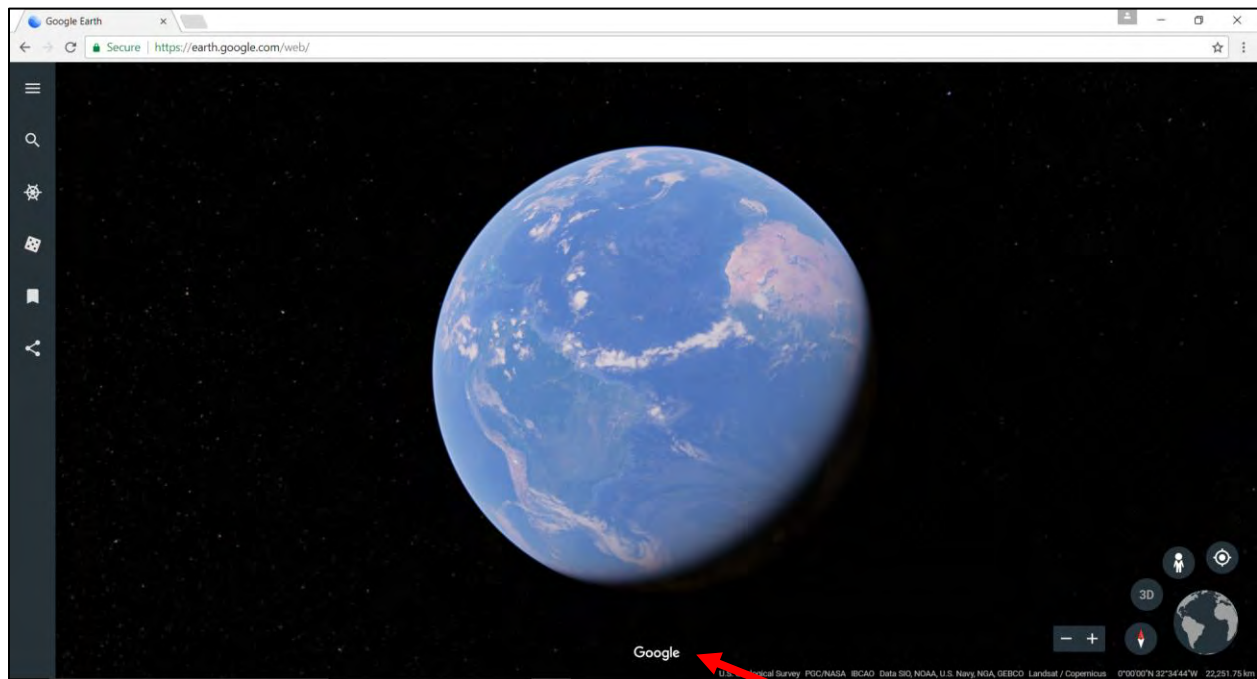 Google Earth
Secure | https://earth.google.com/web/
3D
Google
U.S. Geological Survey PGC/NASA IBCAO Data SIO, NOAA, U.S. Navy, NGA, GEBCO Landsat / Copernicus 0°00'00"N 32°34'44"W 22,251.75 km